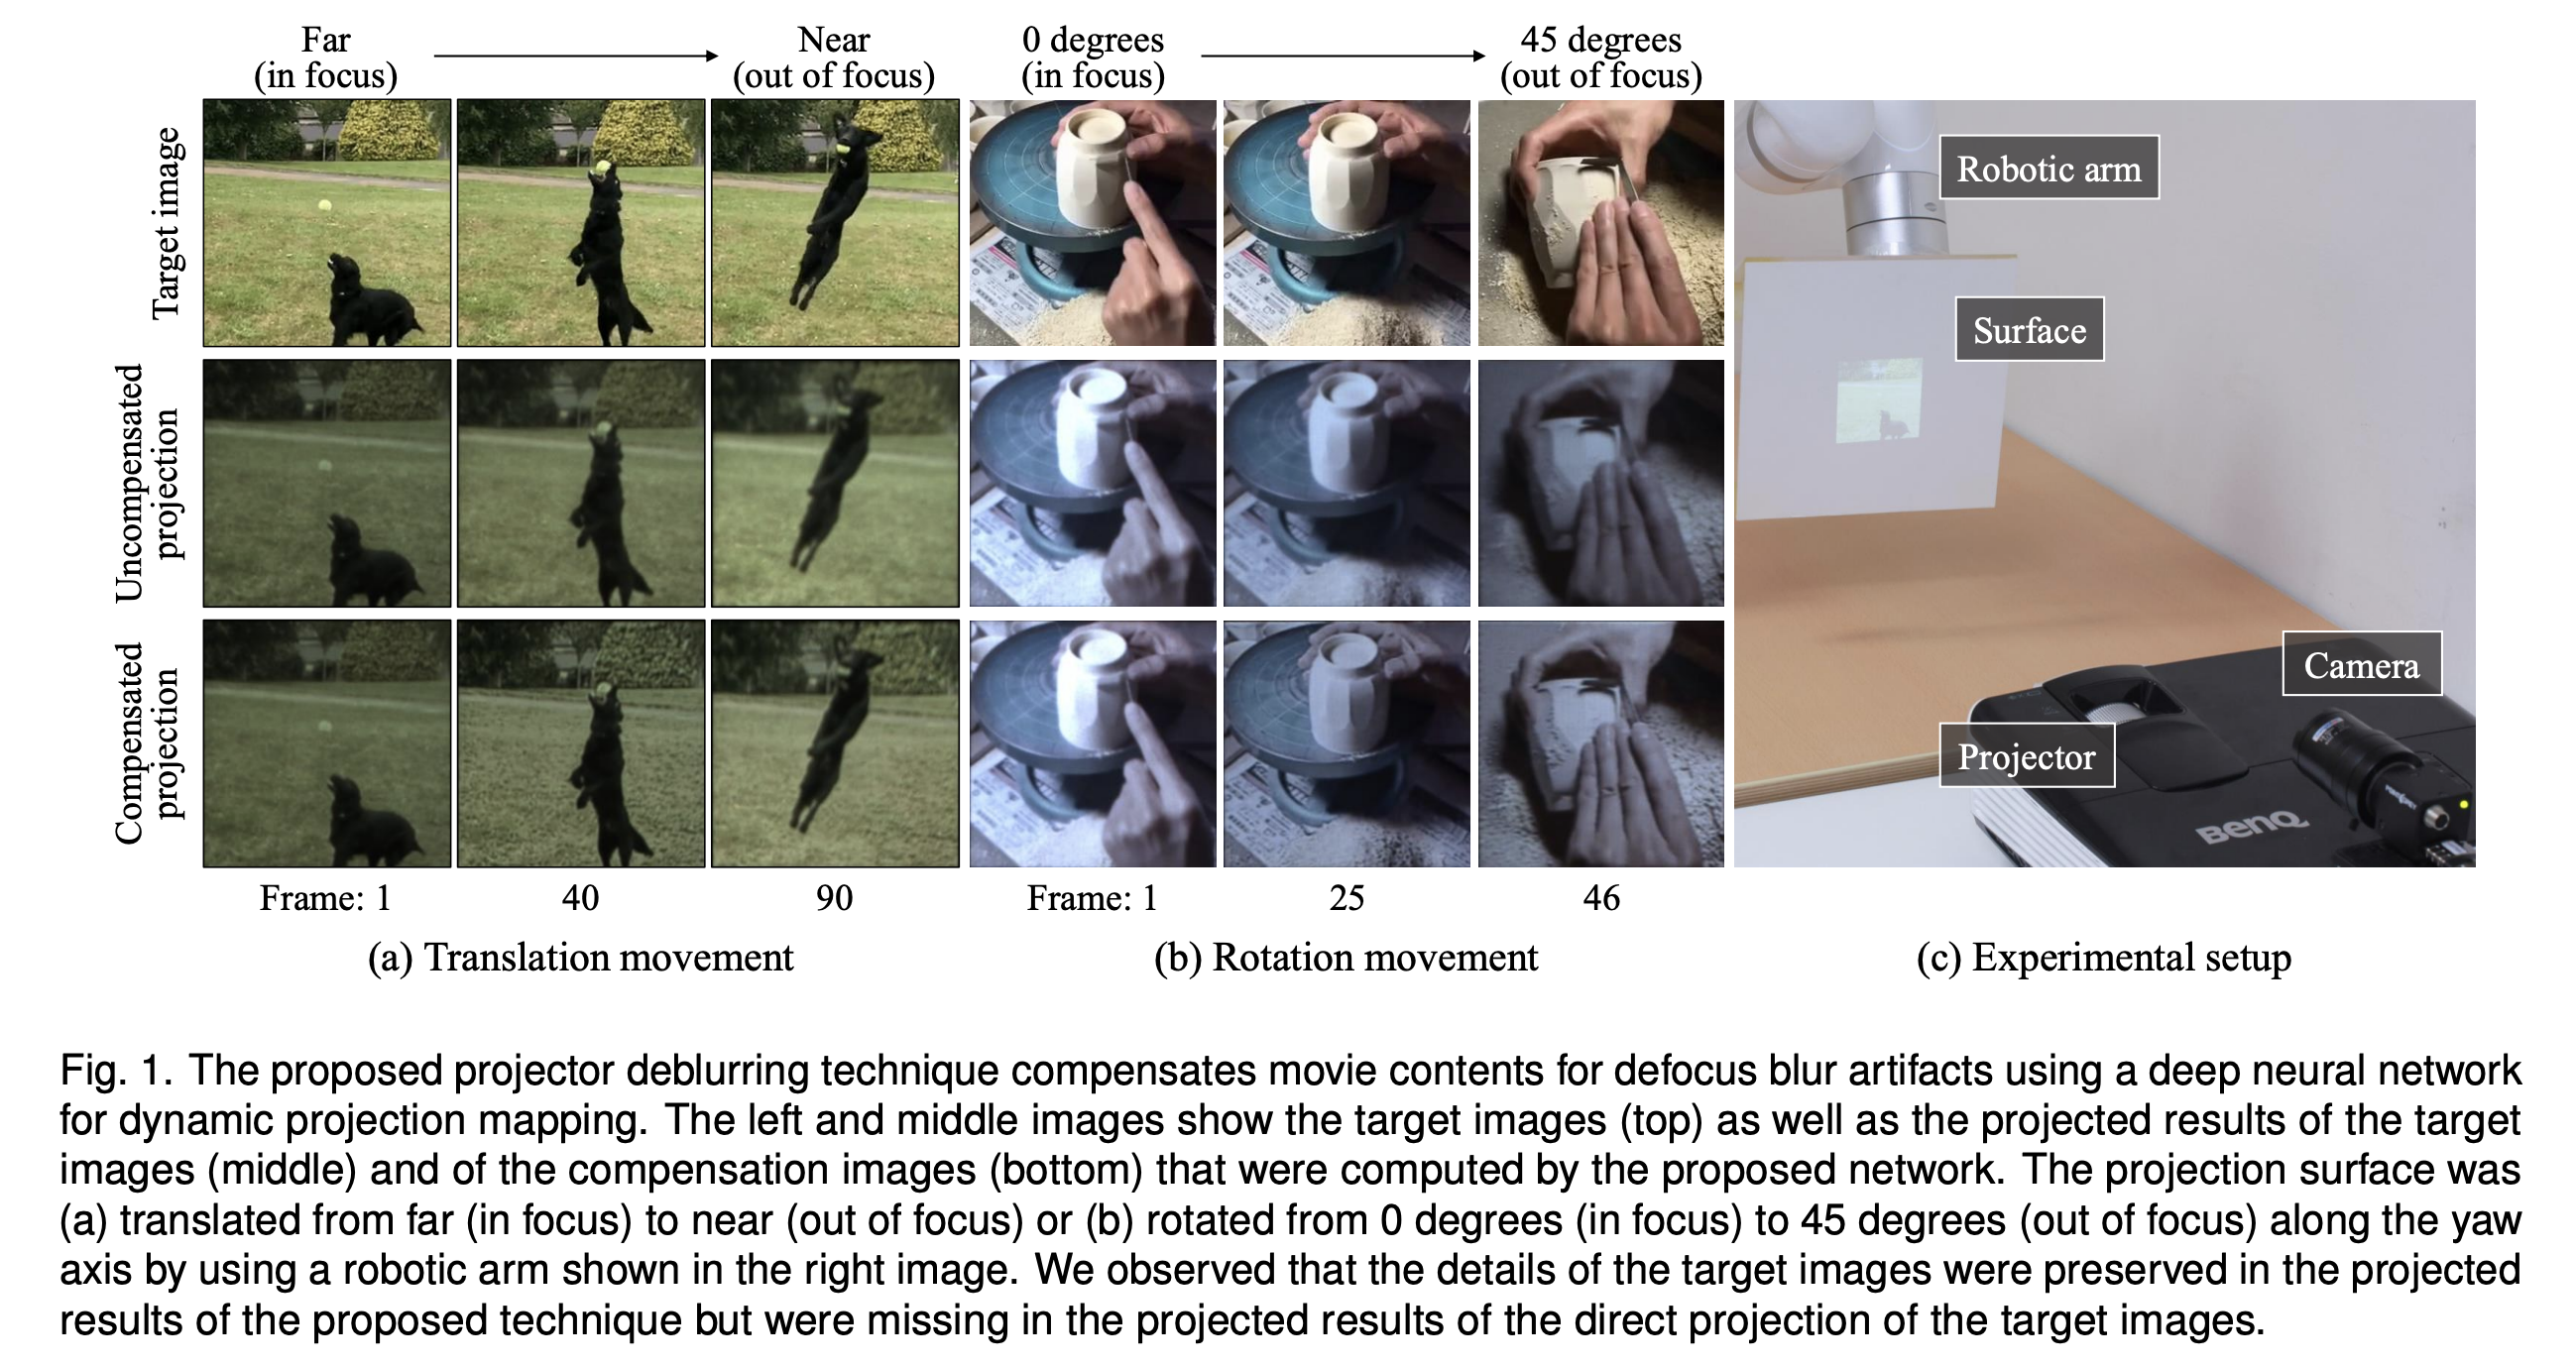 Far
(in focus)
Near
(out of focus)
0 degrees
(in focus)
45 degrees
(out of focus)
Target image
Uncompensated
projection
Compensated
projection
Robotic arm
Surface
Camera
Projector
BenQ
Frame: 1
40
90
Frame: 1
25
46
(a) Translation movement
(b) Rotation movement
(c) Experimental setup
Fig. 1. The proposed projector deblurring technique compensates movie contents for defocus blur artifacts using a deep neural network
for dynamic projection mapping. The left and middle images show the target images (top) as well as the projected results of the target
images (middle) and of the compensation images (bottom) that were computed by the proposed network. The projection surface was
(a) translated from far (in focus) to near (out of focus) or (b) rotated from 0 degrees (in focus) to 45 degrees (out of focus) along the yaw
axis by using a robotic arm shown in the right image. We observed that the details of the target images were preserved in the projected
results of the proposed technique but were missing in the projected results of the direct projection of the target images.